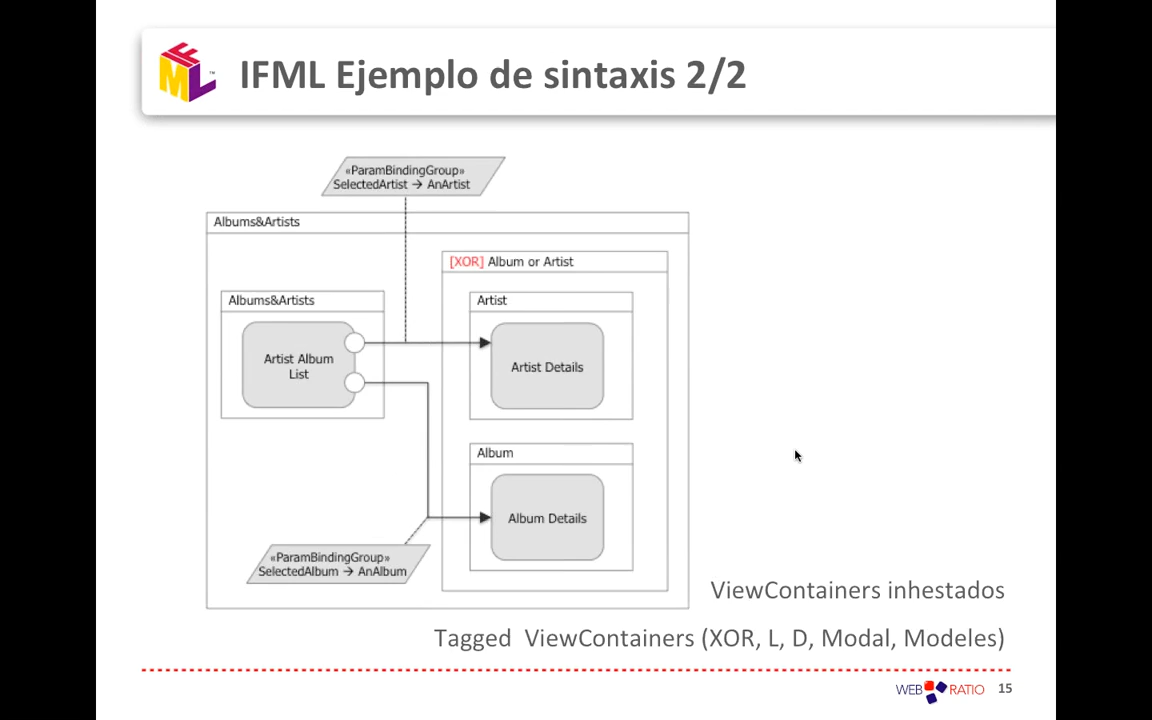 IFML Ejemplo de sintaxis 2/2
IFML™
«ParamBindingGroup»
SelectedArtist → AnArtist
Albums&Artists
[XOR] Album or Artist
Albums&Artists
Artist
Artist Album
List
Artist Details
Album
Album Details
«ParamBindingGroup»
SelectedAlbum → AnAlbum
ViewContainers inhestados
Tagged ViewContainers (XOR, L, D, Modal, Modeles)
WEB RATIO
15